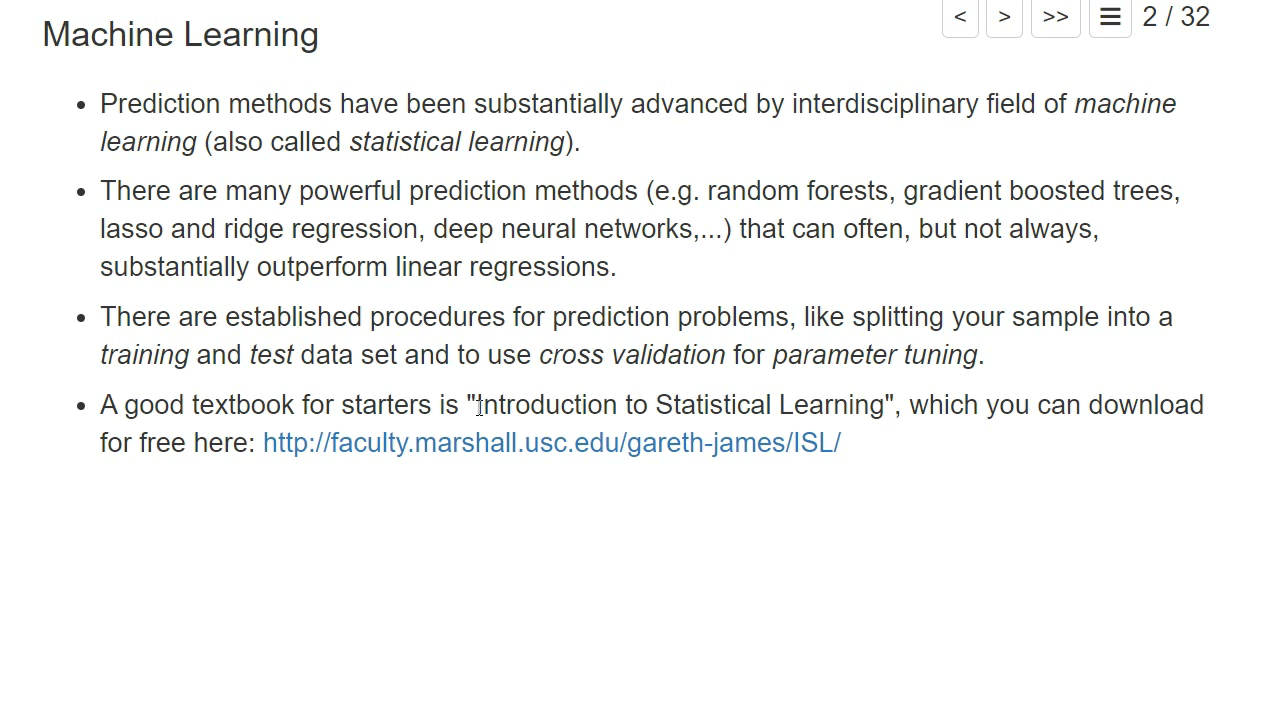 Machine Learning
< > >> ☰ 2 / 32
• Prediction methods have been substantially advanced by interdisciplinary field of machine
learning (also called statistical learning).
• There are many powerful prediction methods (e.g. random forests, gradient boosted trees,
lasso and ridge regression, deep neural networks,...) that can often, but not always,
substantially outperform linear regressions.
• There are established procedures for prediction problems, like splitting your sample into a
training and test data set and to use cross validation for parameter tuning.
• A good textbook for starters is "Introduction to Statistical Learning", which you can download
for free here: http://faculty.marshall.usc.edu/gareth-james/ISL/